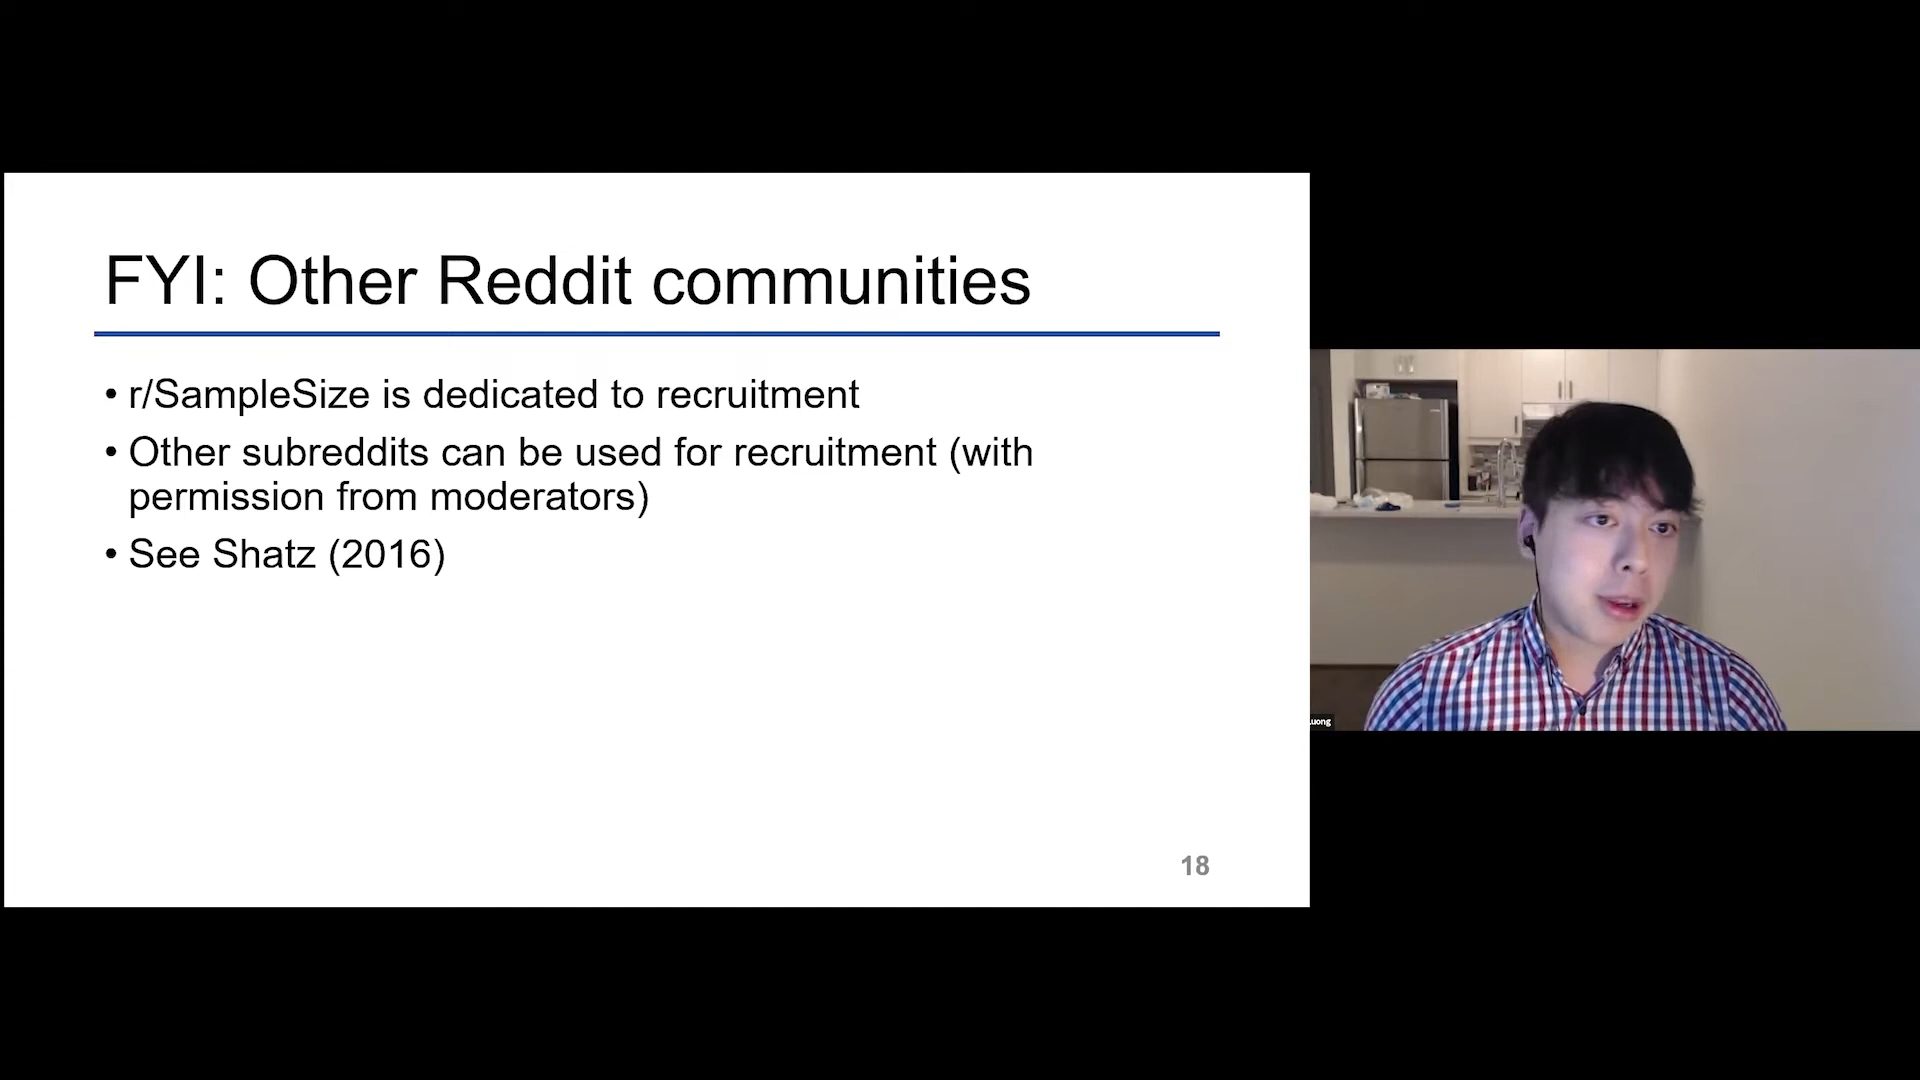 FYI: Other Reddit communities
• r/SampleSize is dedicated to recruitment
• Other subreddits can be used for recruitment (with
permission from moderators)
• See Shatz (2016)
18